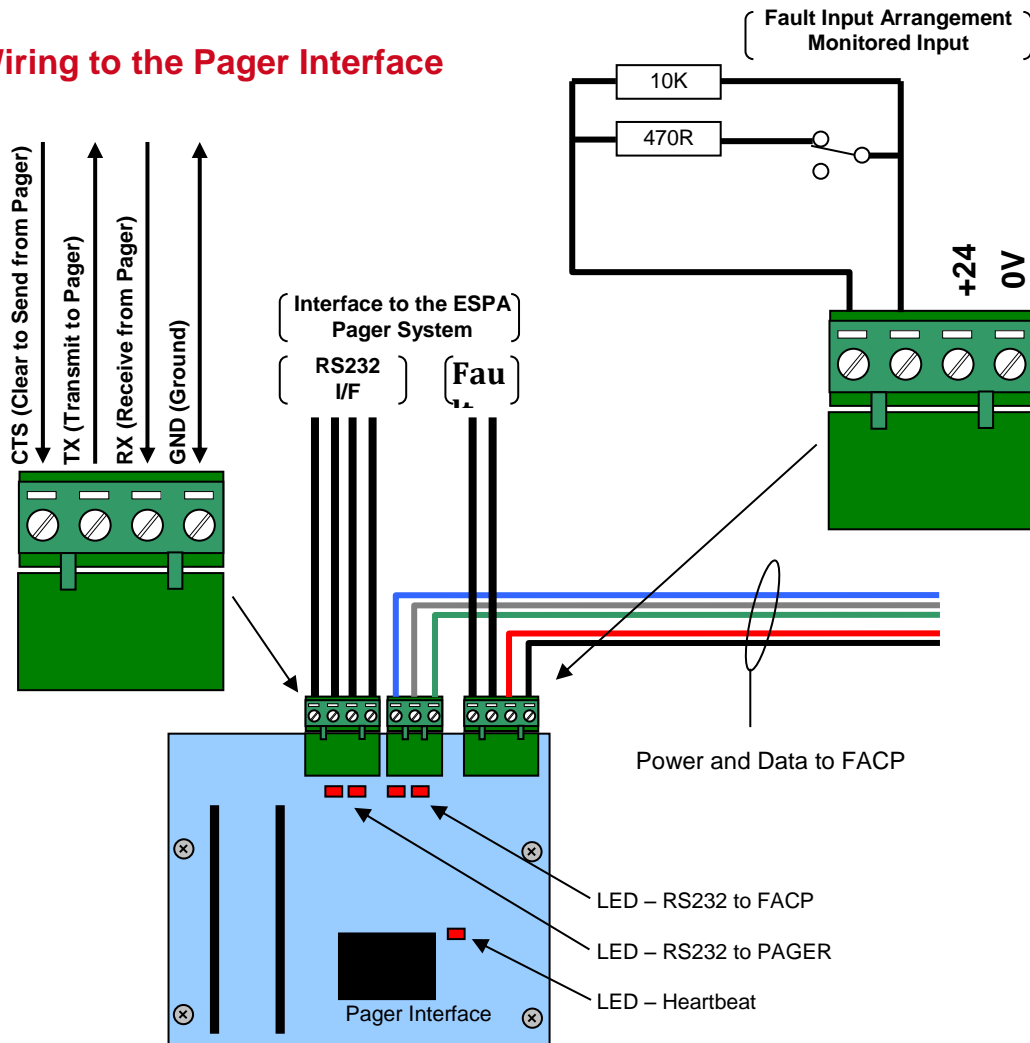 Wiring to the Pager Interface
Fault Input Arrangement
Monitored Input
10K
470R
+24
0V
CTS (Clear to Send from Pager)
TX (Transmit to Pager)
RX (Receive from Pager)
GND (Ground)
Interface to the ESPA
Pager System
RS232
I/F
Fau
lt
Power and Data to FACP
LED – RS232 to FACP
LED – RS232 to PAGER
LED – Heartbeat
Pager Interface